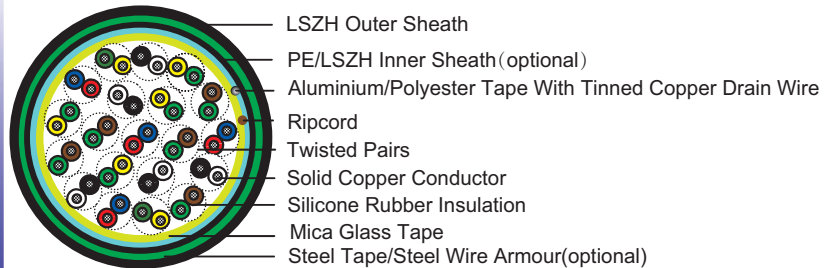 LSZH Outer Sheath
PE/LSZH Inner Sheath（optional）
Aluminium/Polyester Tape With Tinned Copper Drain Wire
Ripcord
Twisted Pairs
Solid Copper Conductor
Silicone Rubber Insulation
Mica Glass Tape
Steel Tape/Steel Wire Armour(optional)